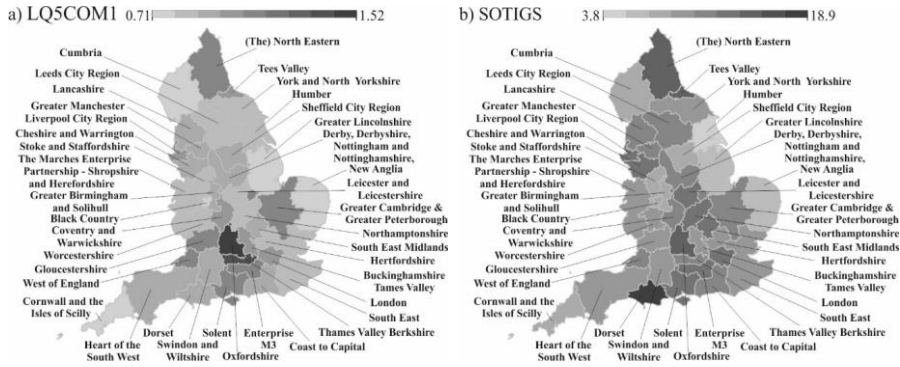 a) LQ5COM1 0.71 1.52
(The) North Eastern
Cumbria
Tees Valley
Leeds City Region
York and North Yorkshire
Lancashire
Humber
Greater Manchester
Sheffield City Region
Liverpool City Region
Greater Lincolnshire
Cheshire and Warrington
Derby, Derbyshire,
Stoke and Staffordshire
Nottingham and
The Marches Enterprise
Nottinghamshire,
Partnership - Shropshire
New Anglia
and Herefordshire
Leicester and
Greater Birmingham
Leicestershire
and Solihull
Greater Cambridge &
Black Country
Greater Peterborough
Coventry and
Northamptonshire
Warwickshire
South East Midlands
Worcestershire
Hertfordshire
Gloucestershire
Buckinghamshire
West of England
Tames Valley
Cornwall and the
London
Isles of Scilly
South East
Heart of the
Thames Valley Berkshire
South West
Dorset
Solent
Enterprise
Coast to Capital
Swindon and
M3
Wiltshire
Oxfordshire
b) SOTIGS 3.8 18.9
(The) North Eastern
Cumbria
Tees Valley
Leeds City Region
York and North Yorkshire
Lancashire
Humber
Greater Manchester
Sheffield City Region
Liverpool City Region
Greater Lincolnshire
Cheshire and Warrington
Derby, Derbyshire,
Stoke and Staffordshire
Nottingham and
The Marches Enterprise
Nottinghamshire,
Partnership - Shropshire
New Anglia
and Herefordshire
Leicester and
Greater Birmingham
Leicestershire
and Solihull
Greater Cambridge &
Black Country
Greater Peterborough
Coventry and
Northamptonshire
Warwickshire
South East Midlands
Worcestershire
Hertfordshire
Gloucestershire
Buckinghamshire
West of England
Tames Valley
Cornwall and the
London
Isles of Scilly
South East
Heart of the
Thames Valley Berkshire
South West
Dorset
Solent
Enterprise
Coast to Capital
Swindon and
M3
Wiltshire
Oxfordshire